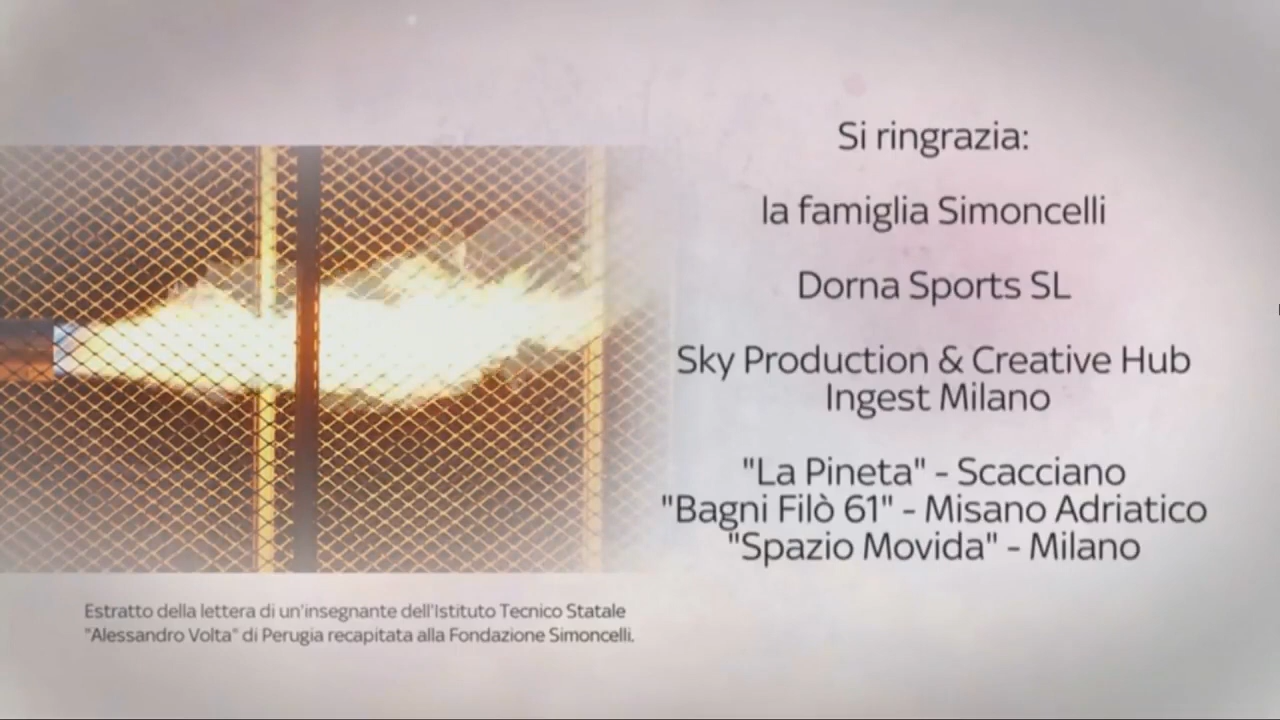 Si ringrazia:
la famiglia Simoncelli
Dorna Sports SL
Sky Production & Creative Hub
Ingest Milano
"La Pineta" - Scacciano
"Bagni Filò 61" - Misano Adriatico
"Spazio Movida" - Milano
Estratto della lettera di un'insegnante dell'Istituto Tecnico Statale
"Alessandro Volta" di Perugia recapitata alla Fondazione Simoncelli.